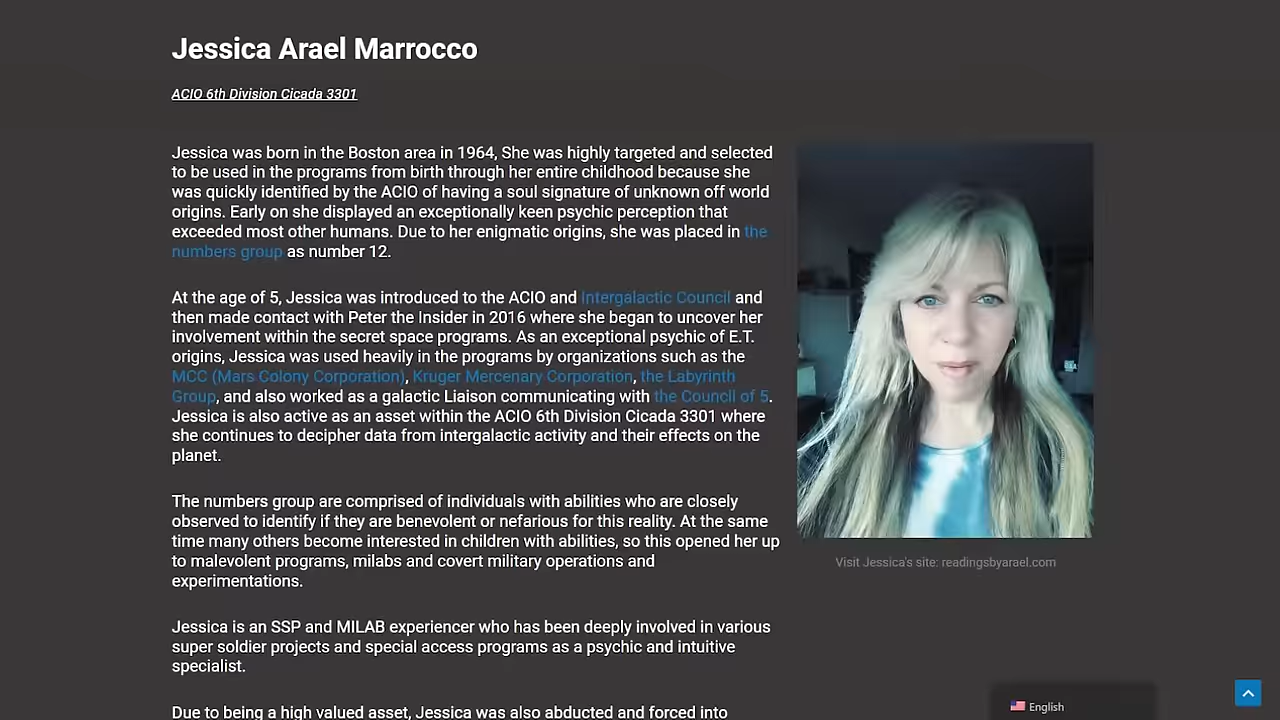 Jessica Arael Marrocco
ACIO 6th Division Cicada 3301
Jessica was born in the Boston area in 1964, She was highly targeted and selected
to be used in the programs from birth through her entire childhood because she
was quickly identified by the ACIO of having a soul signature of unknown off world
origins. Early on she displayed an exceptionally keen psychic perception that
exceeded most other humans. Due to her enigmatic origins, she was placed in the
numbers group as number 12.
At the age of 5, Jessica was introduced to the ACIO and Intergalactic Council and
then made contact with Peter the Insider in 2016 where she began to uncover her
involvement within the secret space programs. As an exceptional psychic of E.T.
origins, Jessica was used heavily in the programs by organizations such as the
MCC (Mars Colony Corporation), Kruger Mercenary Corporation, the Labyrinth
Group, and also worked as a galactic Liaison communicating with the Council of 5.
Jessica is also active as an asset within the ACIO 6th Division Cicada 3301 where
she continues to decipher data from intergalactic activity and their effects on the
planet.
The numbers group are comprised of individuals with abilities who are closely
observed to identify if they are benevolent or nefarious for this reality. At the same
time many others become interested in children with abilities, so this opened her up
to malevolent programs, milabs and covert military operations and
experimentations.
Jessica is an SSP and MILAB experiencer who has been deeply involved in various
super soldier projects and special access programs as a psychic and intuitive
specialist.
Due to being a high valued asset, Jessica was also abducted and forced into
Visit Jessica's site: readingsbyarael.com
English